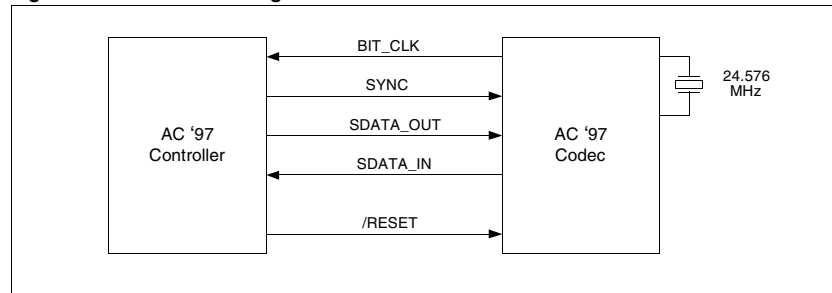 BIT_CLK
SYNC
SDATA_OUT
SDATA_IN
/RESET
AC ‘97
Controller
AC ‘97
Codec
24.576
MHz